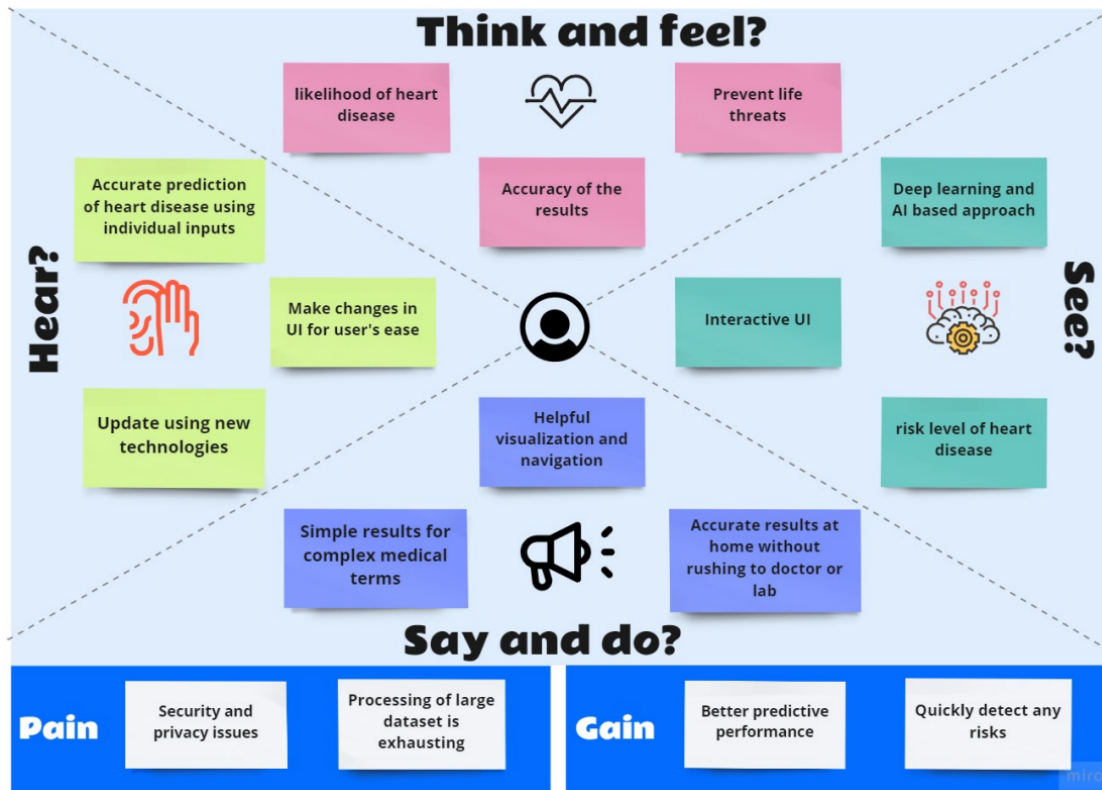 Think and feel?
likelihood of heart
disease
Prevent life
threats
Accuracy of the
results
Hear?
Accurate prediction
of heart disease using
individual inputs
Make changes in
UI for user's ease
Update using new
technologies
See?
Deep learning and
AI based approach
Interactive UI
risk level of heart
disease
Helpful
visualization and
navigation
Simple results for
complex medical
terms
Accurate results at
home without
rushing to doctor or
lab
Say and do?
Pain
Security and
privacy issues
Processing of large
dataset is
exhausting
Gain
Better predictive
performance
Quickly detect any
risks
miro